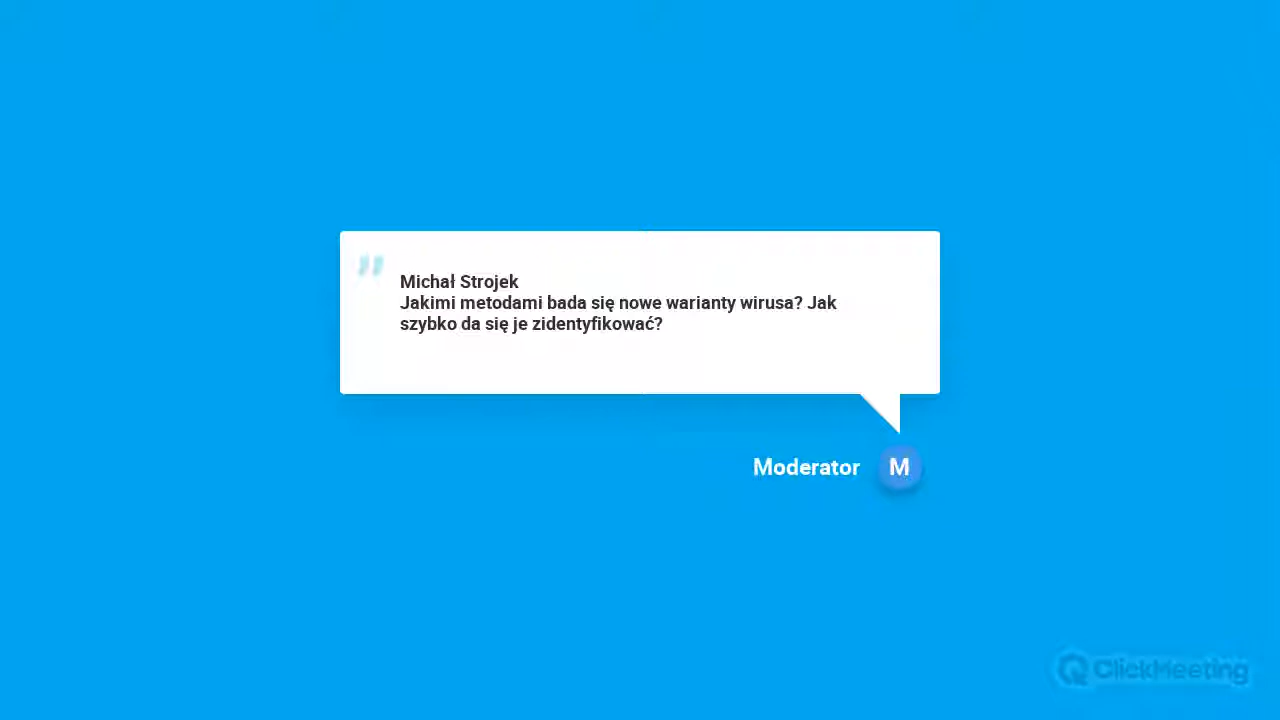 Michał Strojek
Jakimi metodami bada się nowe warianty wirusa? Jak
szybko da się je zidentyfikować?
Moderator M
ClickMeeting